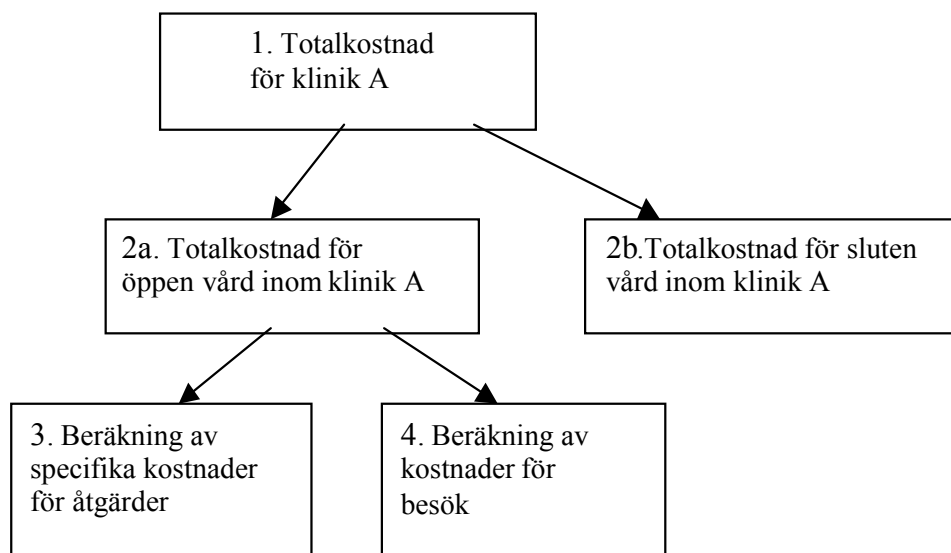 1. Totalkostnad
för klinik A
2a. Totalkostnad för
öppen vård inom klinik A
2b.Totalkostnad för sluten
vård inom klinik A
3. Beräkning av
specifika kostnader
för åtgärder
4. Beräkning av
kostnader för
besök